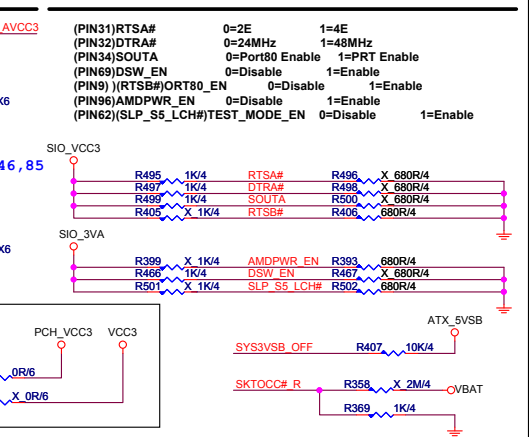 _AVCC3
(PIN31)RTSA# 0=2E 1=4E
(PIN32)DTRA# 0=24MHz 1=48MHz
(PIN34)SOUTA 0=Port80 Enable 1=PRT Enable
(PIN69)DSW_EN 0=Disable 1=Enable
(PIN9) )(RTSB#)ORT80_EN 0=Disable 1=Enable
(PIN96)AMDPWR_EN 0=Disable 1=Enable
(PIN62)(SLP_S5_LCH#)TEST_MODE_EN 0=Disable 1=Enable
X6
SIO_VCC3
46,85
R495 1K/4 RTSA# R496 X_680R/4
R497 1K/4 DTRA# R498 X_680R/4
R499 1K/4 SOUTA R500 X_680R/4
R405 X_1K/4 RTSB# R406 680R/4
SIO_3VA
X6
R399 X_1K/4 AMDPWR_EN R393 680R/4
R466 1K/4 DSW_EN R467 X_680R/4
R501 X_1K/4 SLP_S5_LCH# R502 680R/4
PCH_VCC3 VCC3
ATX_5VSB
SYS3VSB_OFF R407 10K/4
0R/6
SKTOCC#_R R358 X_2M/4 VBAT
X_0R/6
R369 1K/4